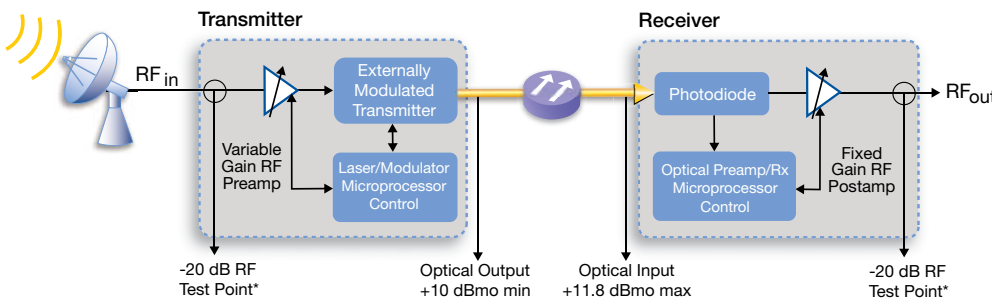 Transmitter
Receiver
RF in
Externally
Modulated
Transmitter
Photodiode
RFout
Variable
Gain RF
Preamp
Laser/Modulator
Microprocessor
Control
Optical Preamp/Rx
Microprocessor
Control
Fixed
Gain RF
Postamp
-20 dB RF
Test Point*
Optical Output
+10 dBmo min
Optical Input
+11.8 dBmo max
-20 dB RF
Test Point*